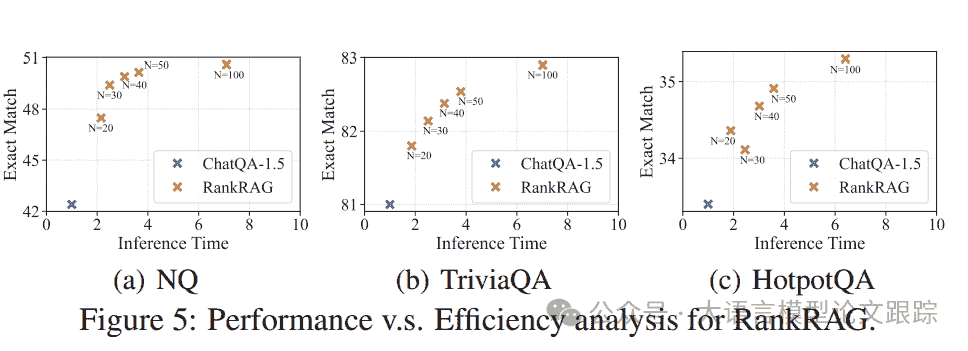 Exact Match
51
48
45
42
N=20
N=30
N=40
N=50
N=100
ChatQA-1.5
RankRAG
0 2 4 6 8 10
Inference Time
(a) NQ
Exact Match
83
82
81
N=20
N=30
N=40
N=50
N=100
ChatQA-1.5
RankRAG
0 2 4 6 8 10
Inference Time
(b) TriviaQA
Exact Match
35
34
N=20
N=30
N=40
N=50
N=100
ChatQA-1.5
RankRAG
0 2 4 6 8 10
Inference Time
(c) HotpotQA
Figure 5: Performance v.s. Efficiency analysis for RankRAG.
公众号 · 大语言模型论文跟踪